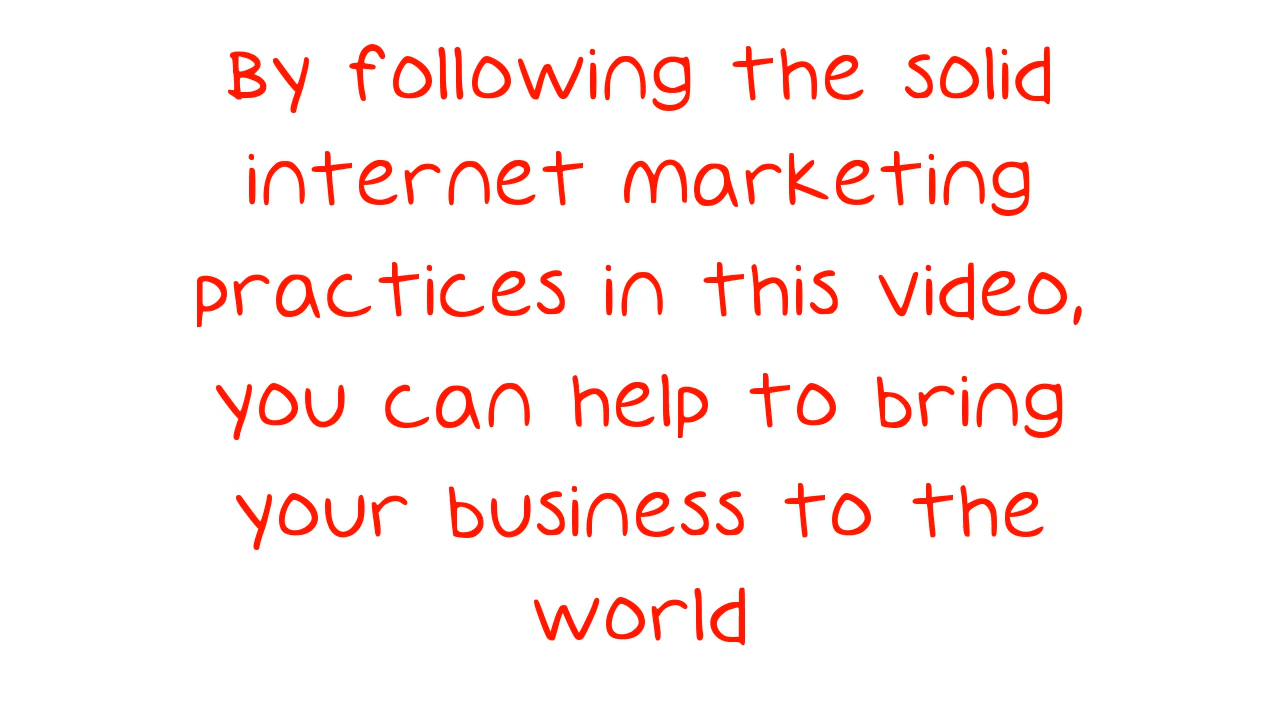 By following the solid
internet marketing
practices in this video,
you can help to bring
your business to the
world